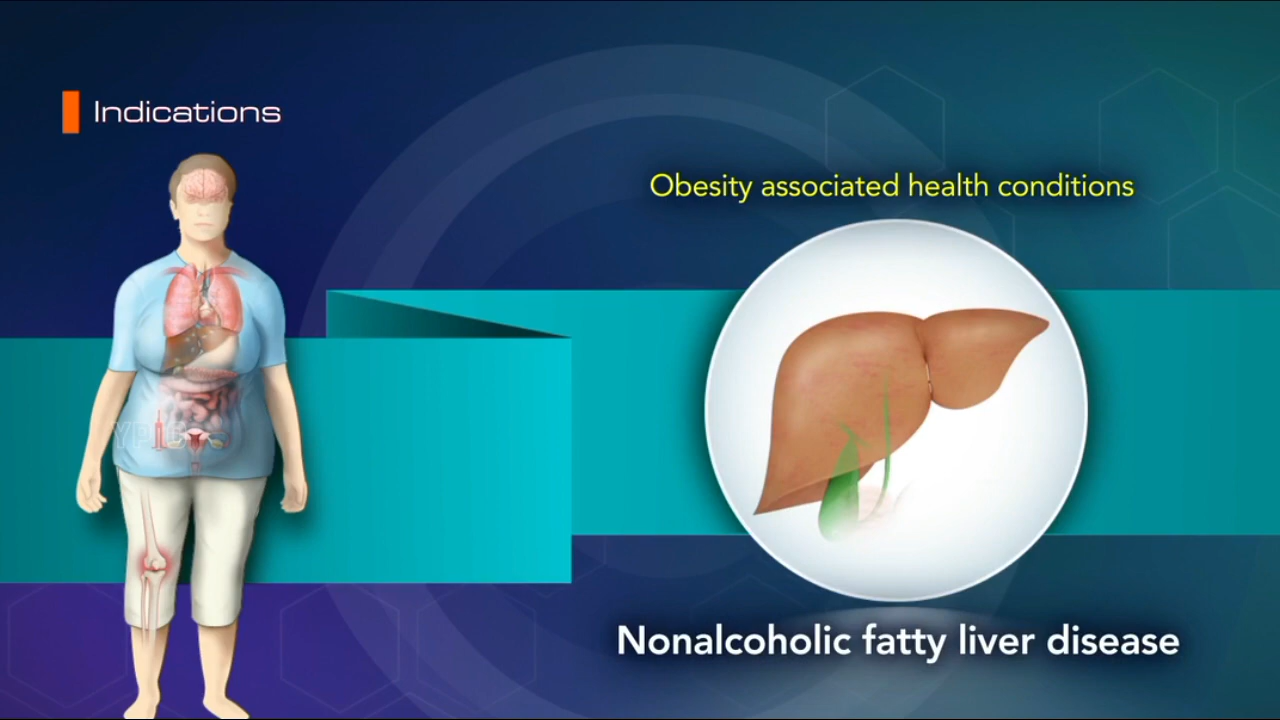 Indications
Obesity associated health conditions
Nonalcoholic fatty liver disease